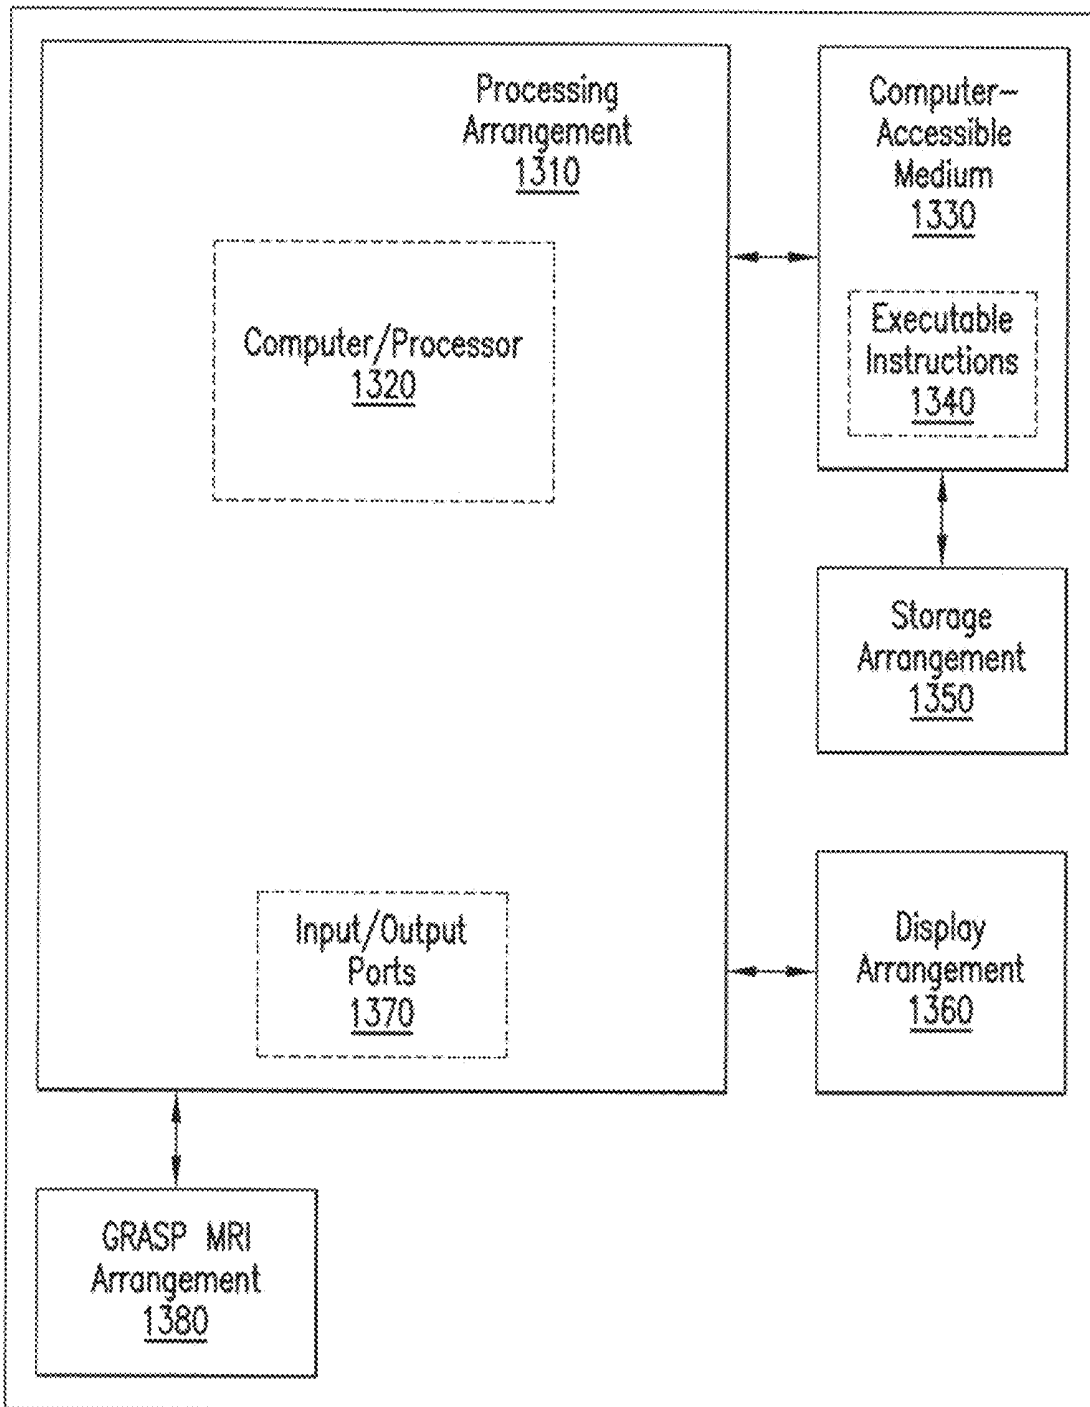 Processing
Arrangement
1310
Computer/Processor
1320
Input/Output
Ports
1370
Computer-
Accessible
Medium
1330
Executable
Instructions
1340
Storage
Arrangement
1350
Display
Arrangement
1360
GRASP MRI
Arrangement
1380